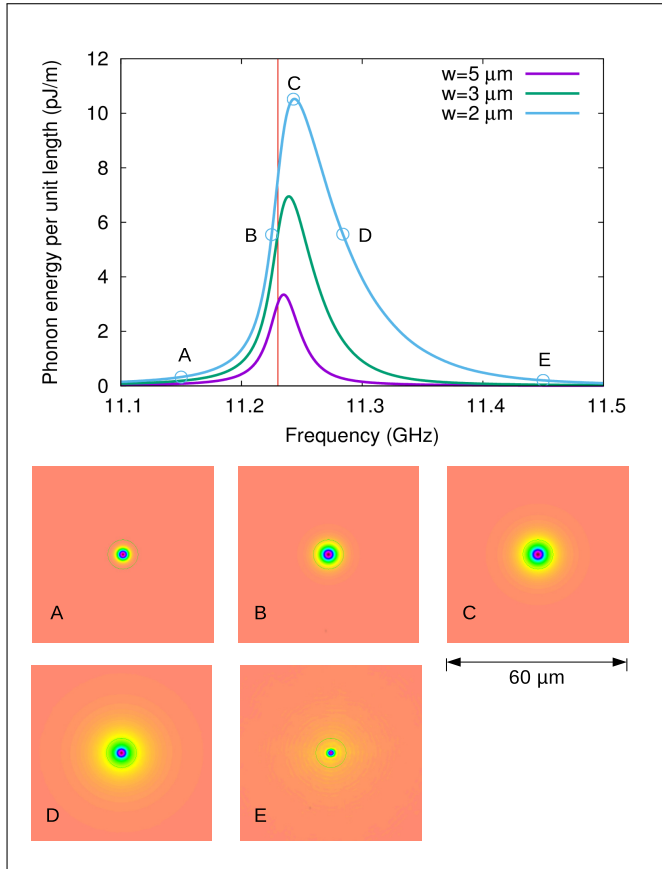 12
10
8
6
4
2
0
Phonon energy per unit length (pJ/m)
w=5 μm
w=3 μm
w=2 μm
C
B
D
A
E
11.1 11.2 11.3 11.4 11.5
Frequency (GHz)
A B C
60 μm
D E